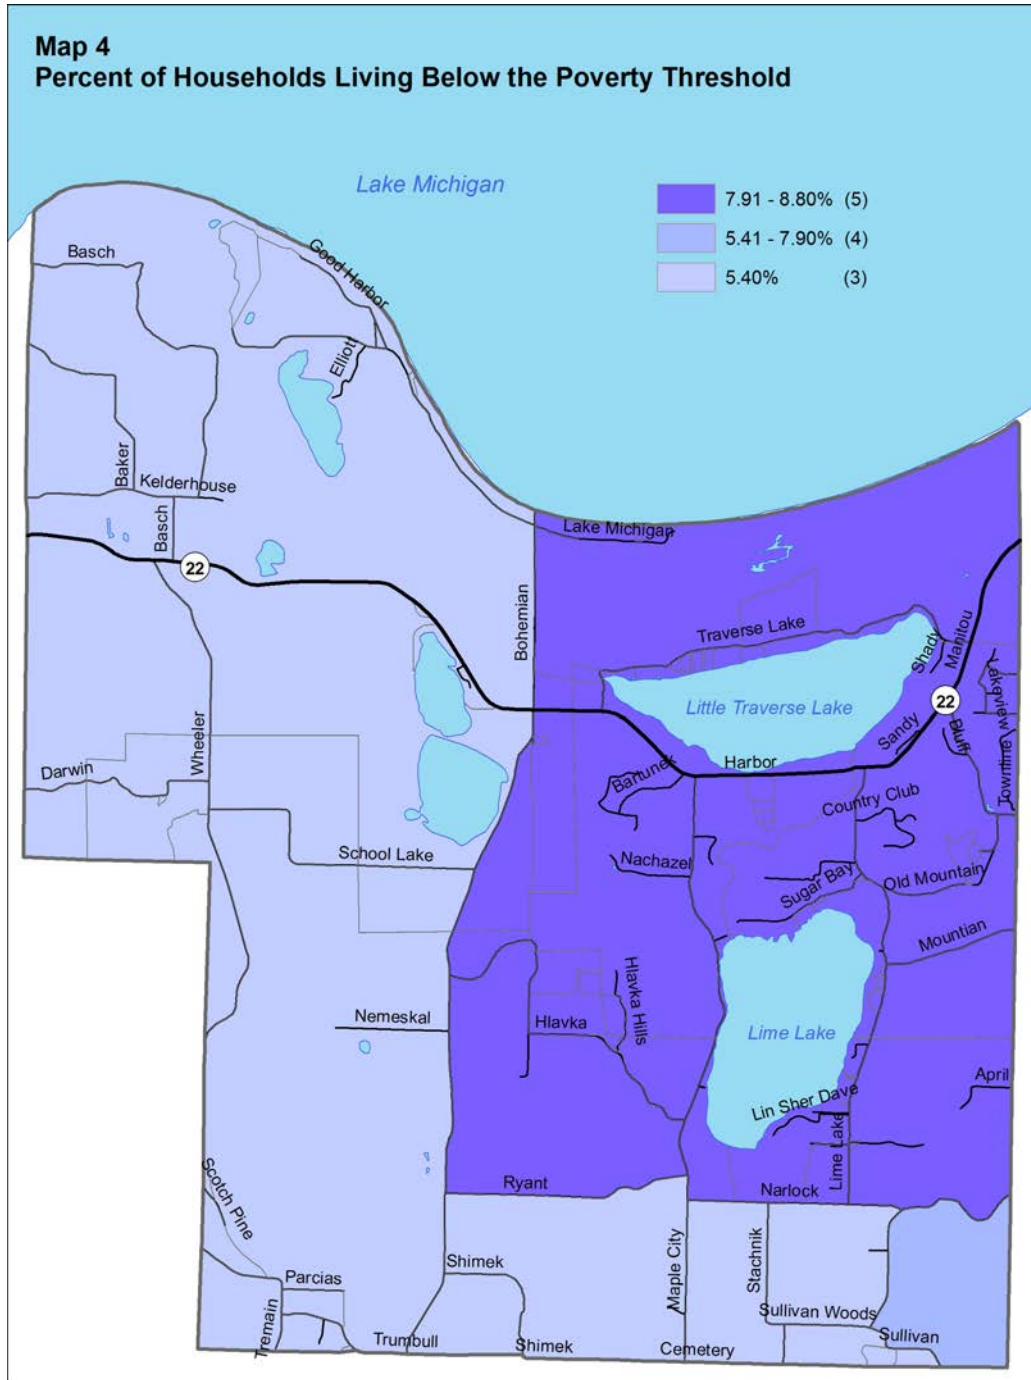 Map 4
Percent of Households Living Below the Poverty Threshold
Lake Michigan
7.91 - 8.80% (5)
5.41 - 7.90% (4)
5.40% (3)
Basch
Good Harbor
Elliott
Baker
Kelderhouse
Basch
22
Lake Michigan
Bohemian
Traverse Lake
Shady
Manitou
Lakeview
Little Traverse Lake
22
Sandy
Bluff
Townline
Wheeler
Darwin
Harbor
Bartunek
Country Club
School Lake
Nachazel
Sugar Bay
Old Mountain
Mountian
Hlavka Hills
Nemeskal
Hlavka
Lime Lake
April
Lin Sher Dave
Lime Lake
Scotch Pine
Ryant
Narlock
Shimek
Maple City
Stachnik
Parcias
Sullivan Woods
Tremain
Trumbull
Shimek
Cemetery
Sullivan